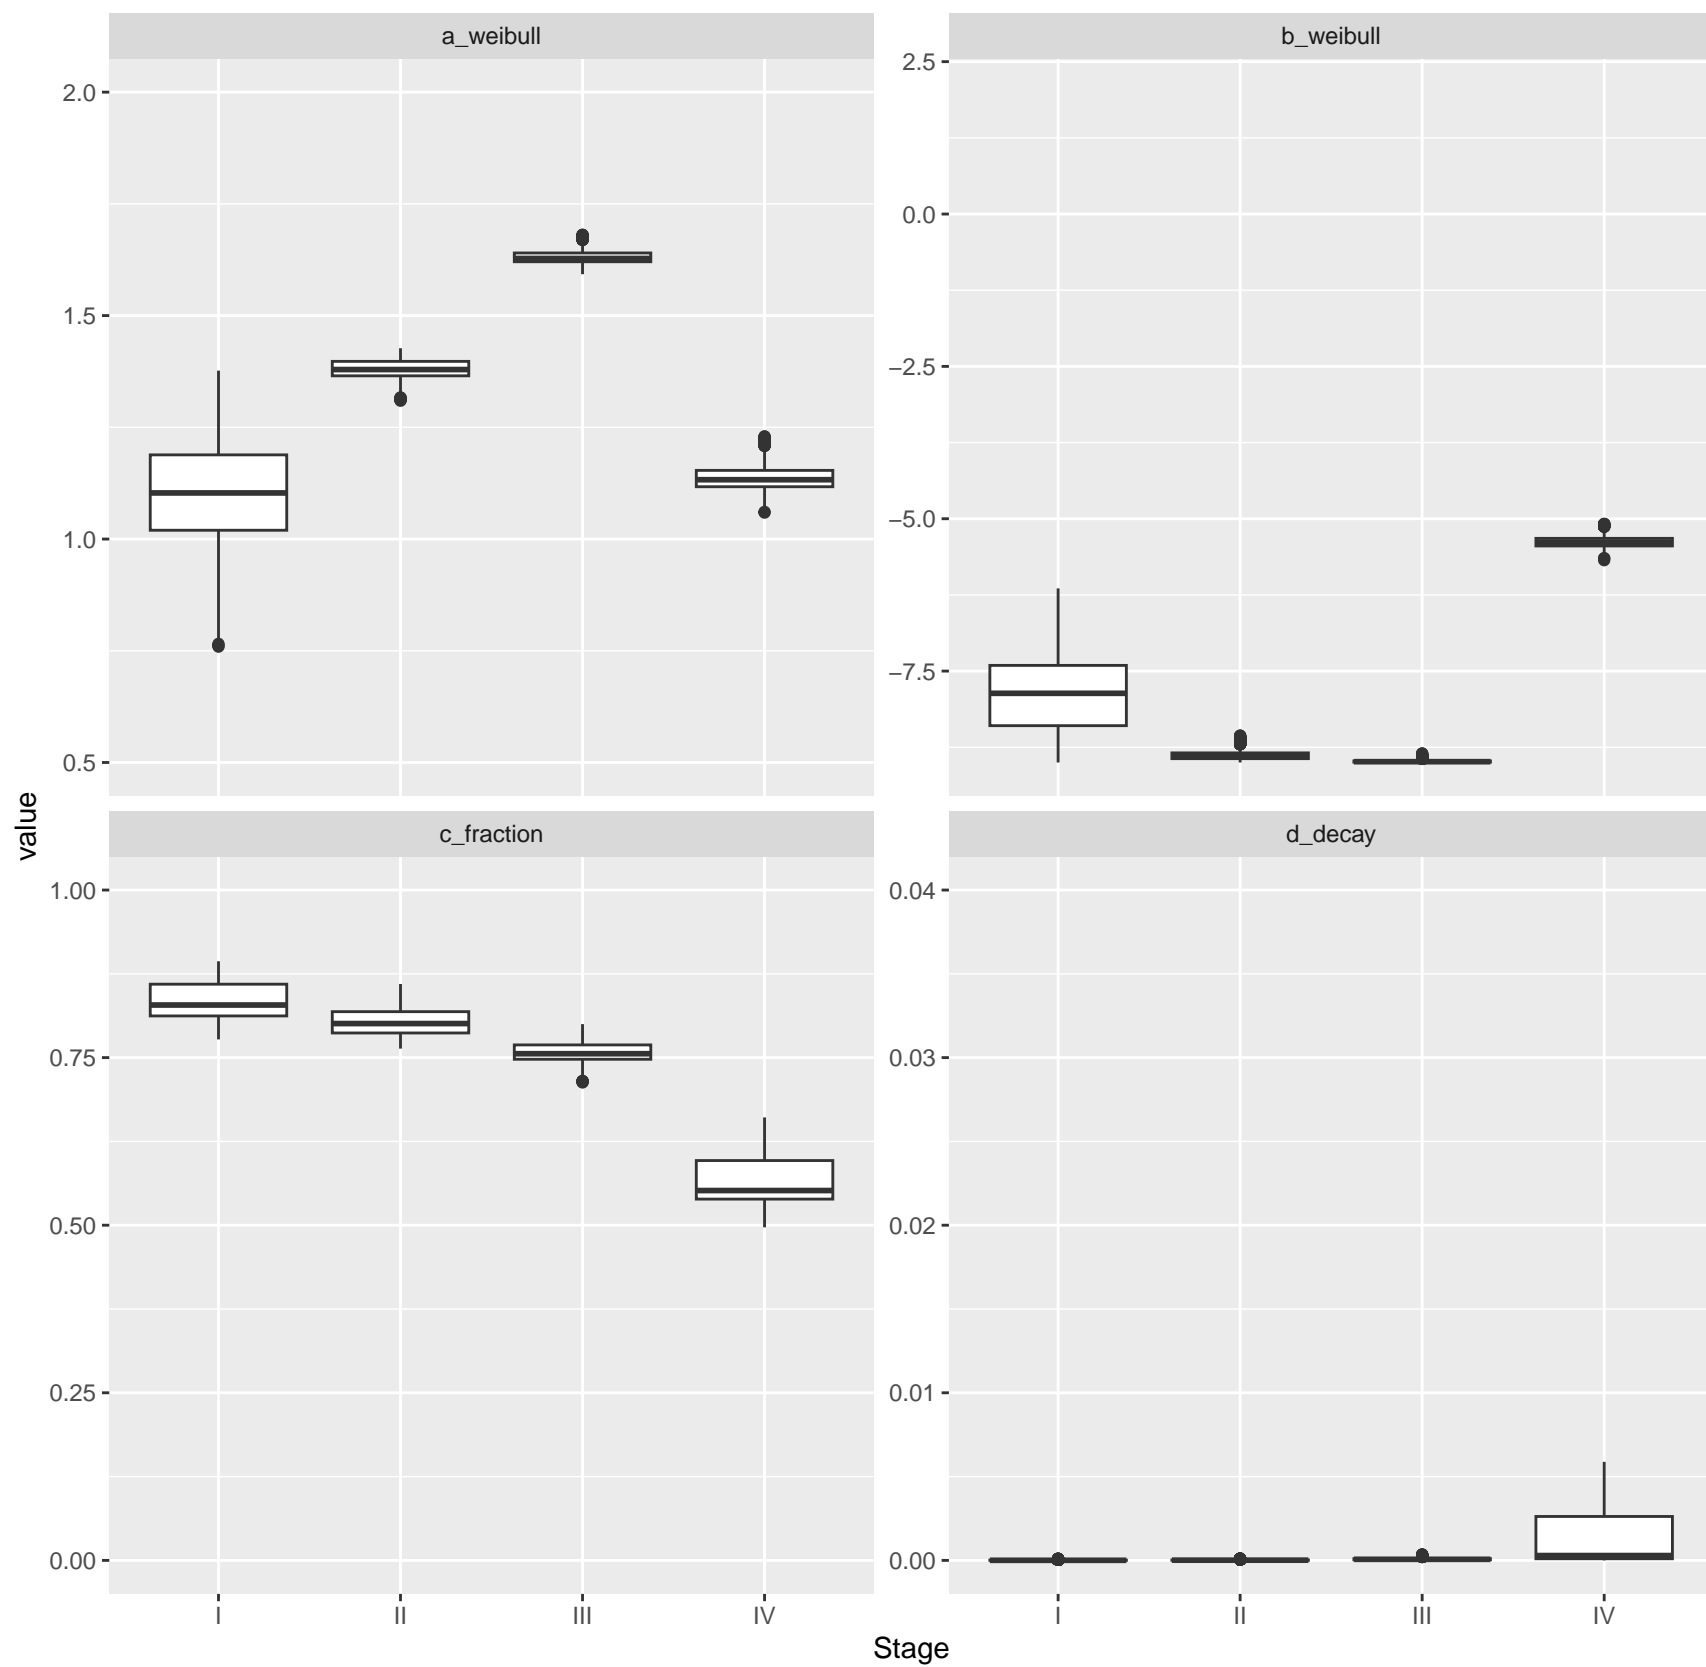 a_weibull
b_weibull
2.0
1.5
1.0
0.5
2.5
0.0
−2.5
−5.0
−7.5
value
c_fraction
d_decay
1.00
0.75
0.50
0.25
0.00
0.04
0.03
0.02
0.01
0.00
I II III IV
I II III IV
Stage